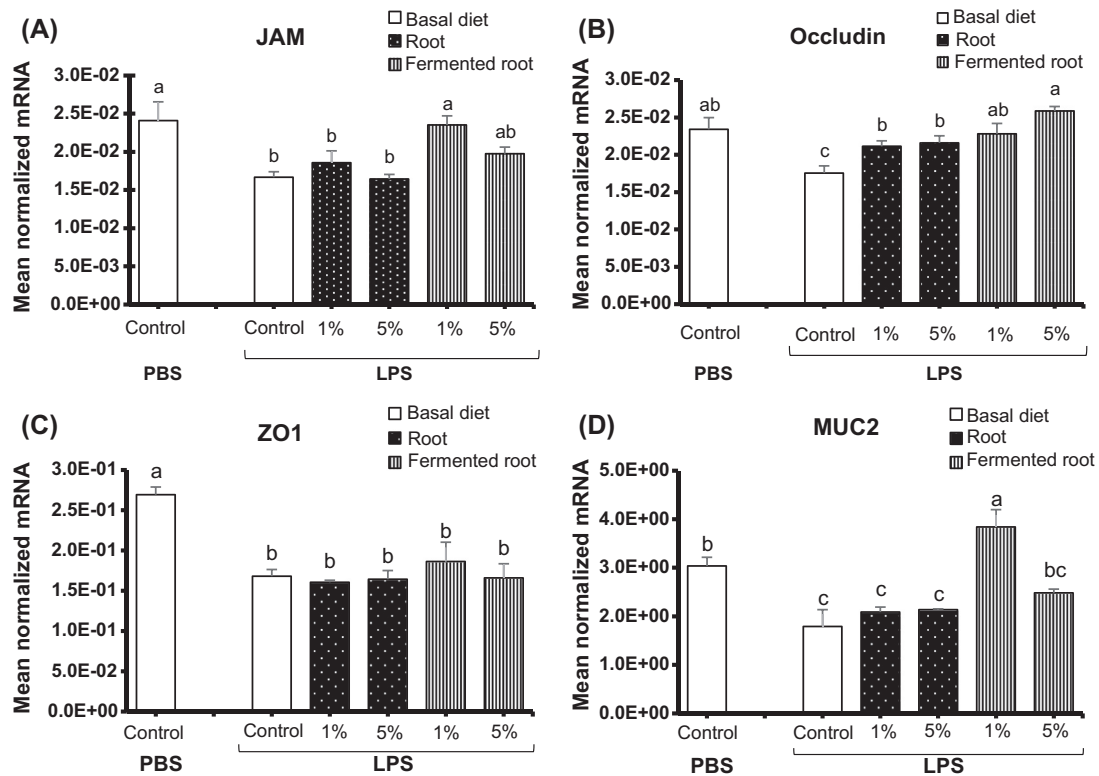 (A)
JAM
Basal diet
Root
Fermented root
Mean normalized mRNA
3.0E-02
2.5E-02
2.0E-02
1.5E-02
1.0E-02
5.0E-03
0.0E+00
a
b
b
b
a
ab
Control
Control
1%
5%
1%
5%
PBS
LPS
(B)
Occludin
Basal diet
Root
Fermented root
Mean normalized mRNA
3.0E-02
2.5E-02
2.0E-02
1.5E-02
1.0E-02
5.0E-03
0.0E+00
ab
c
b
b
ab
a
Control
Control
1%
5%
1%
5%
PBS
LPS
(C)
ZO1
Basal diet
Root
Fermented root
Mean normalized mRNA
3.0E-01
2.5E-01
2.0E-01
1.5E-01
1.0E-01
5.0E-02
0.0E+00
a
b
b
b
b
b
Control
Control
1%
5%
1%
5%
PBS
LPS
(D)
MUC2
Basal diet
Root
Fermented root
Mean normalized mRNA
5.0E+00
4.0E+00
3.0E+00
2.0E+00
1.0E+00
0.0E+00
b
c
c
c
a
bc
Control
Control
1%
5%
1%
5%
PBS
LPS